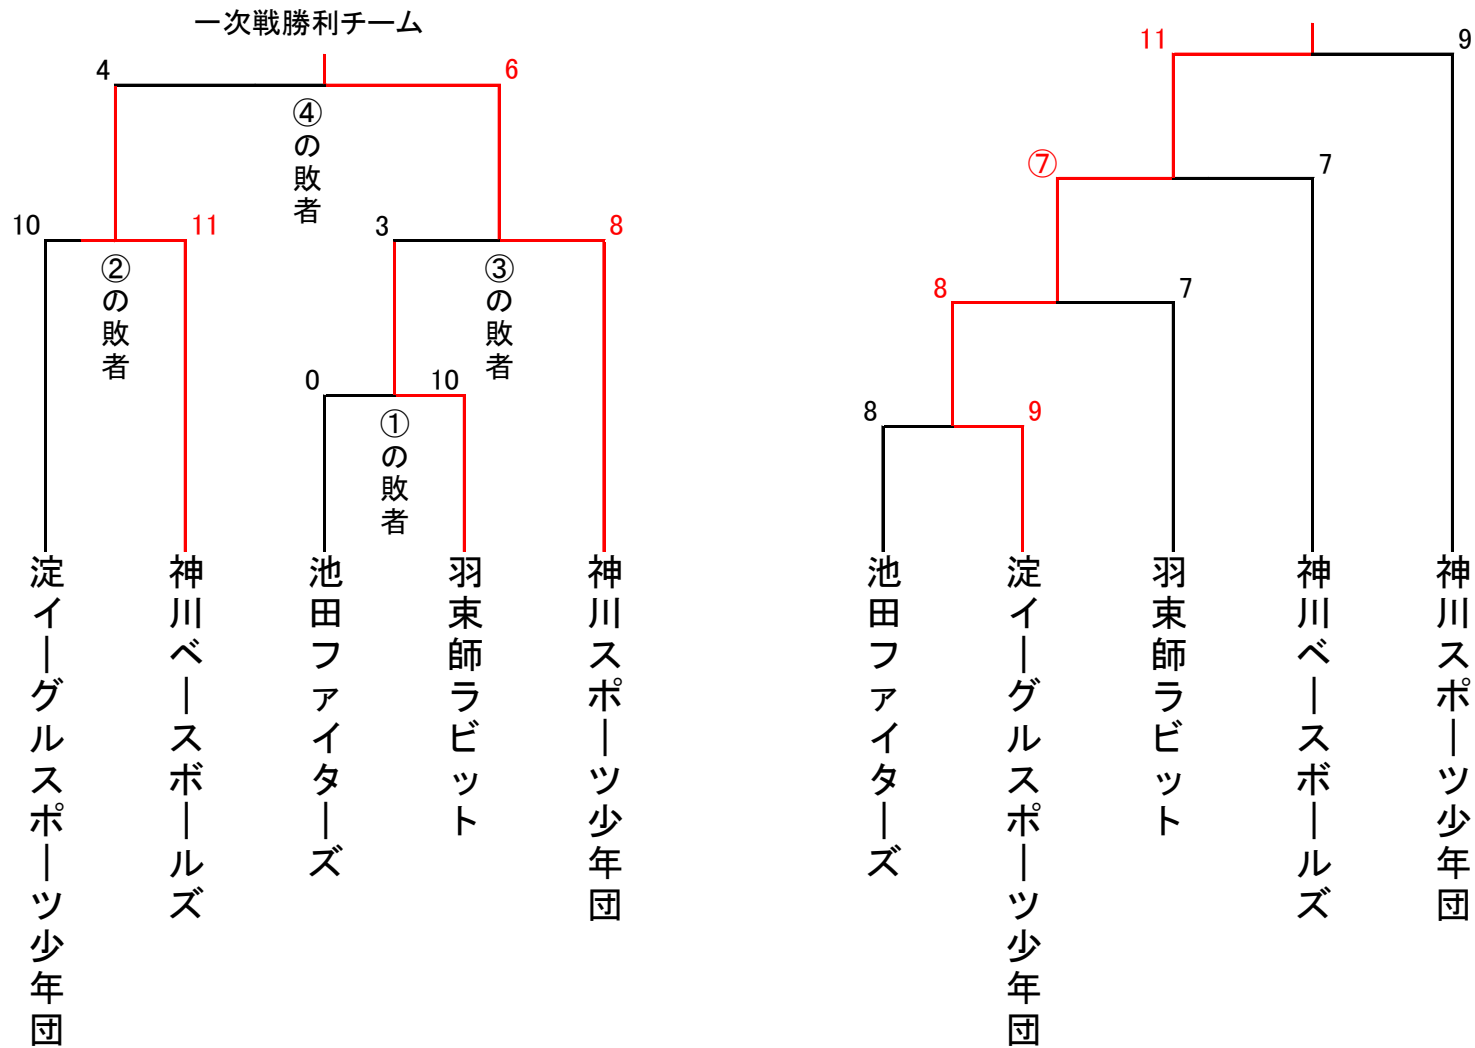 一次戦勝利チーム
4
6
④の敗者
10
11
3
8
②の敗者
③の敗者
0
10
①の敗者
淀イーグルスポーツ少年団
神川ベースボールズ
池田ファイターズ
羽束師ラビット
神川スポーツ少年団
11
9
⑦
7
8
7
8
9
池田ファイターズ
淀イーグルスポーツ少年団
羽束師ラビット
神川ベースボールズ
神川スポーツ少年団